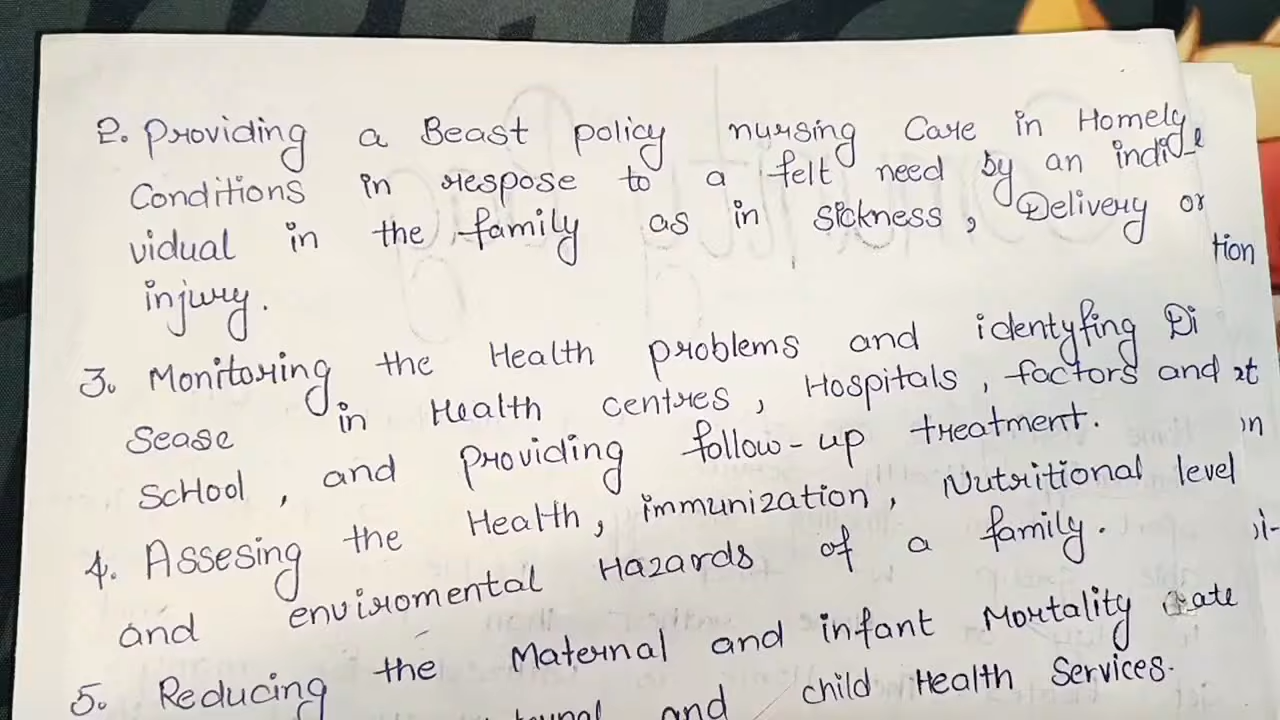 2. Providing a Beast policy nursing Care in Homely
Conditions in respose to a felt need by an indi-
vidual in the family as in sickness, Delivery or
injury.
tion
3. Monitoring the Health problems and identyfing Di
sease in Health centres, Hospitals, factors and
school, and providing follow-up treatment.
in
4. Assesing the Health, immunization, Nutritional level
and enviromental Hazards of a family.
5. Reducing the Maternal and infant Mortality rate
and child Health Services.